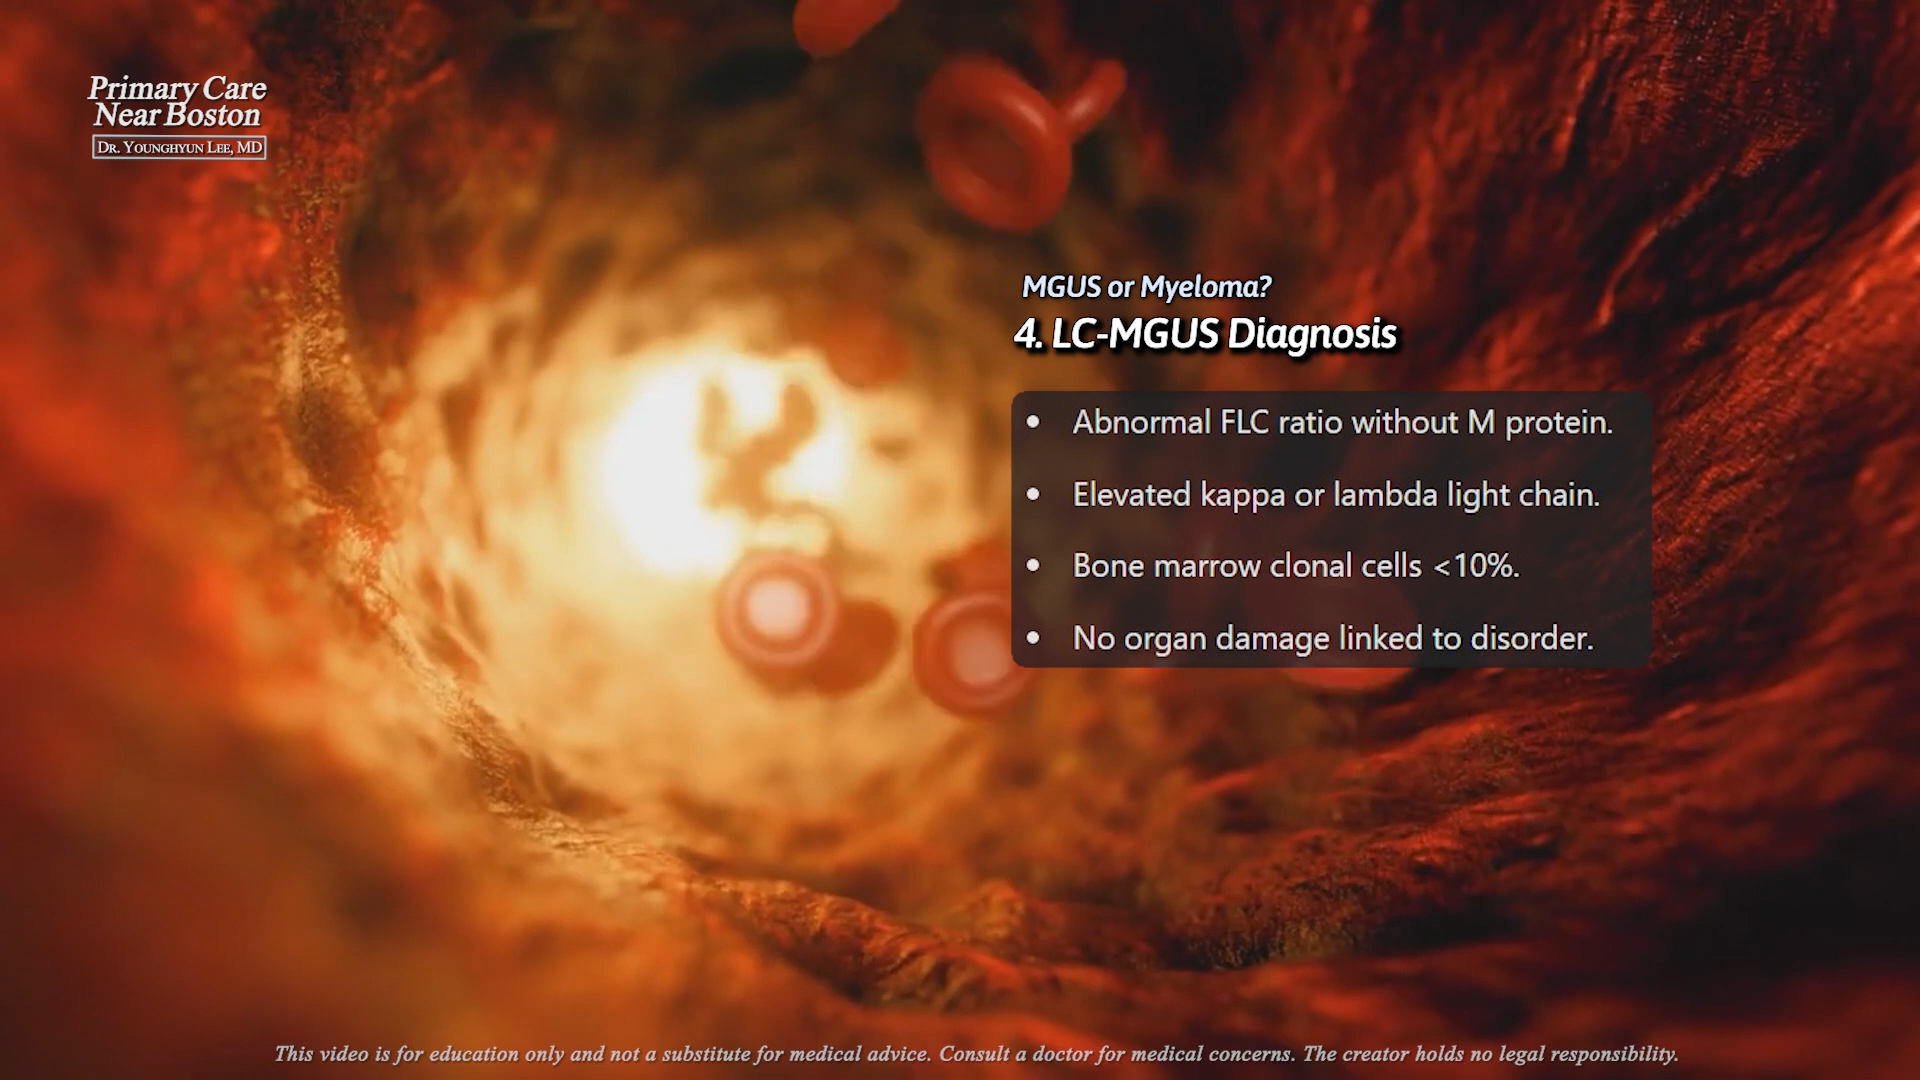 Primary Care
Near Boston
Dr. Younghyun Lee, MD
MGUS or Myeloma?
4. LC-MGUS Diagnosis
• Abnormal FLC ratio without M protein.
• Elevated kappa or lambda light chain.
• Bone marrow clonal cells <10%.
• No organ damage linked to disorder.
This video is for education only and not a substitute for medical advice. Consult a doctor for medical concerns. The creator holds no legal responsibility.